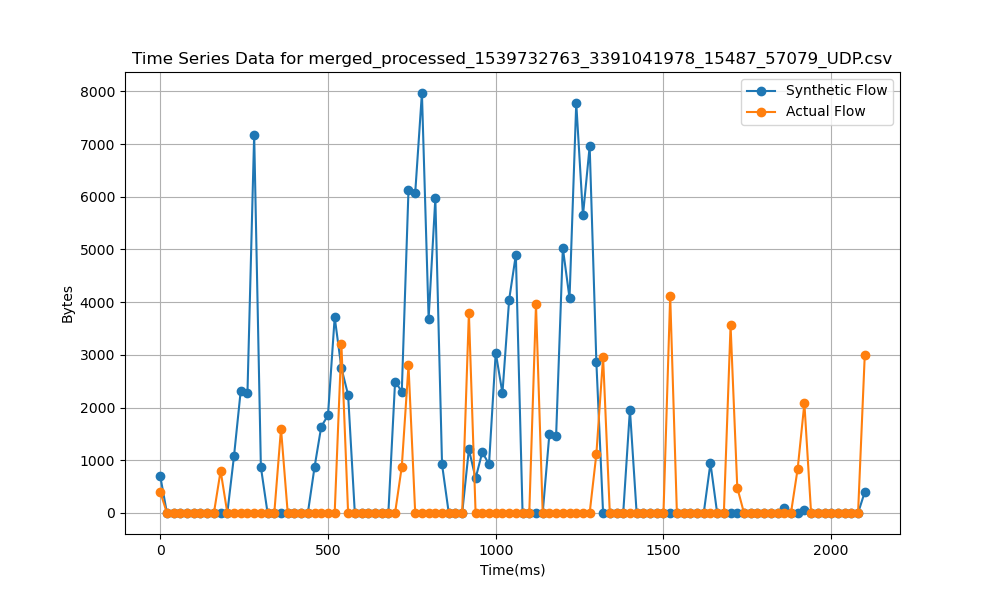 Time Series Data for merged_processed_1539732763_3391041978_15487_57079_UDP.csv
Synthetic Flow
Actual Flow
8000
7000
6000
5000
4000
3000
2000
1000
0
Bytes
0 500 1000 1500 2000
Time(ms)